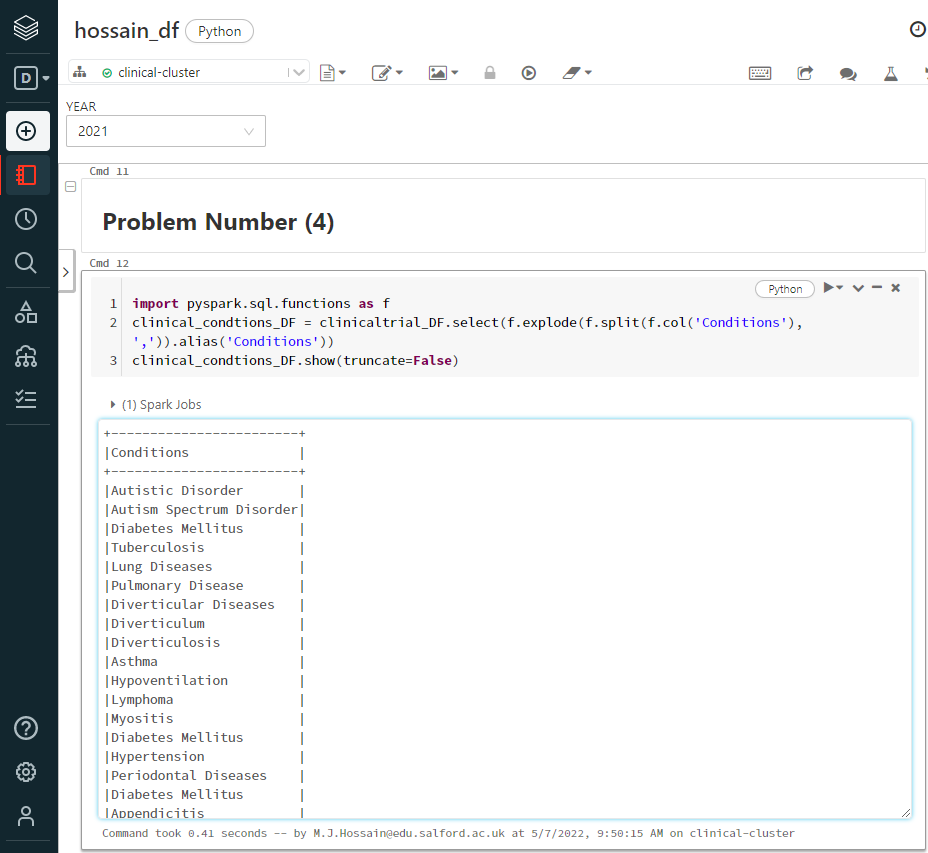 hossain_df Python
D
clinical-cluster
YEAR
2021
Cmd 11
Problem Number (4)
Cmd 12
Python
1 import pyspark.sql.functions as f
2 clinical_condtions_DF = clinicaltrial_DF.select(f.explode(f.split(f.col('Conditions'),
',')).alias('Conditions'))
3 clinical_condtions_DF.show(truncate=False)
(1) Spark Jobs
+------------------------+
|Conditions              |
+------------------------+
|Autistic Disorder       |
|Autism Spectrum Disorder|
|Diabetes Mellitus       |
|Tuberculosis            |
|Lung Diseases           |
|Pulmonary Disease       |
|Diverticular Diseases   |
|Diverticulum            |
|Diverticulosis          |
|Asthma                  |
|Hypoventilation         |
|Lymphoma                |
|Myositis                |
|Diabetes Mellitus       |
|Hypertension            |
|Periodontal Diseases    |
|Diabetes Mellitus       |
|Appendicitis            |
Command took 0.41 seconds -- by M.J.Hossain@edu.salford.ac.uk at 5/7/2022, 9:50:15 AM on clinical-cluster